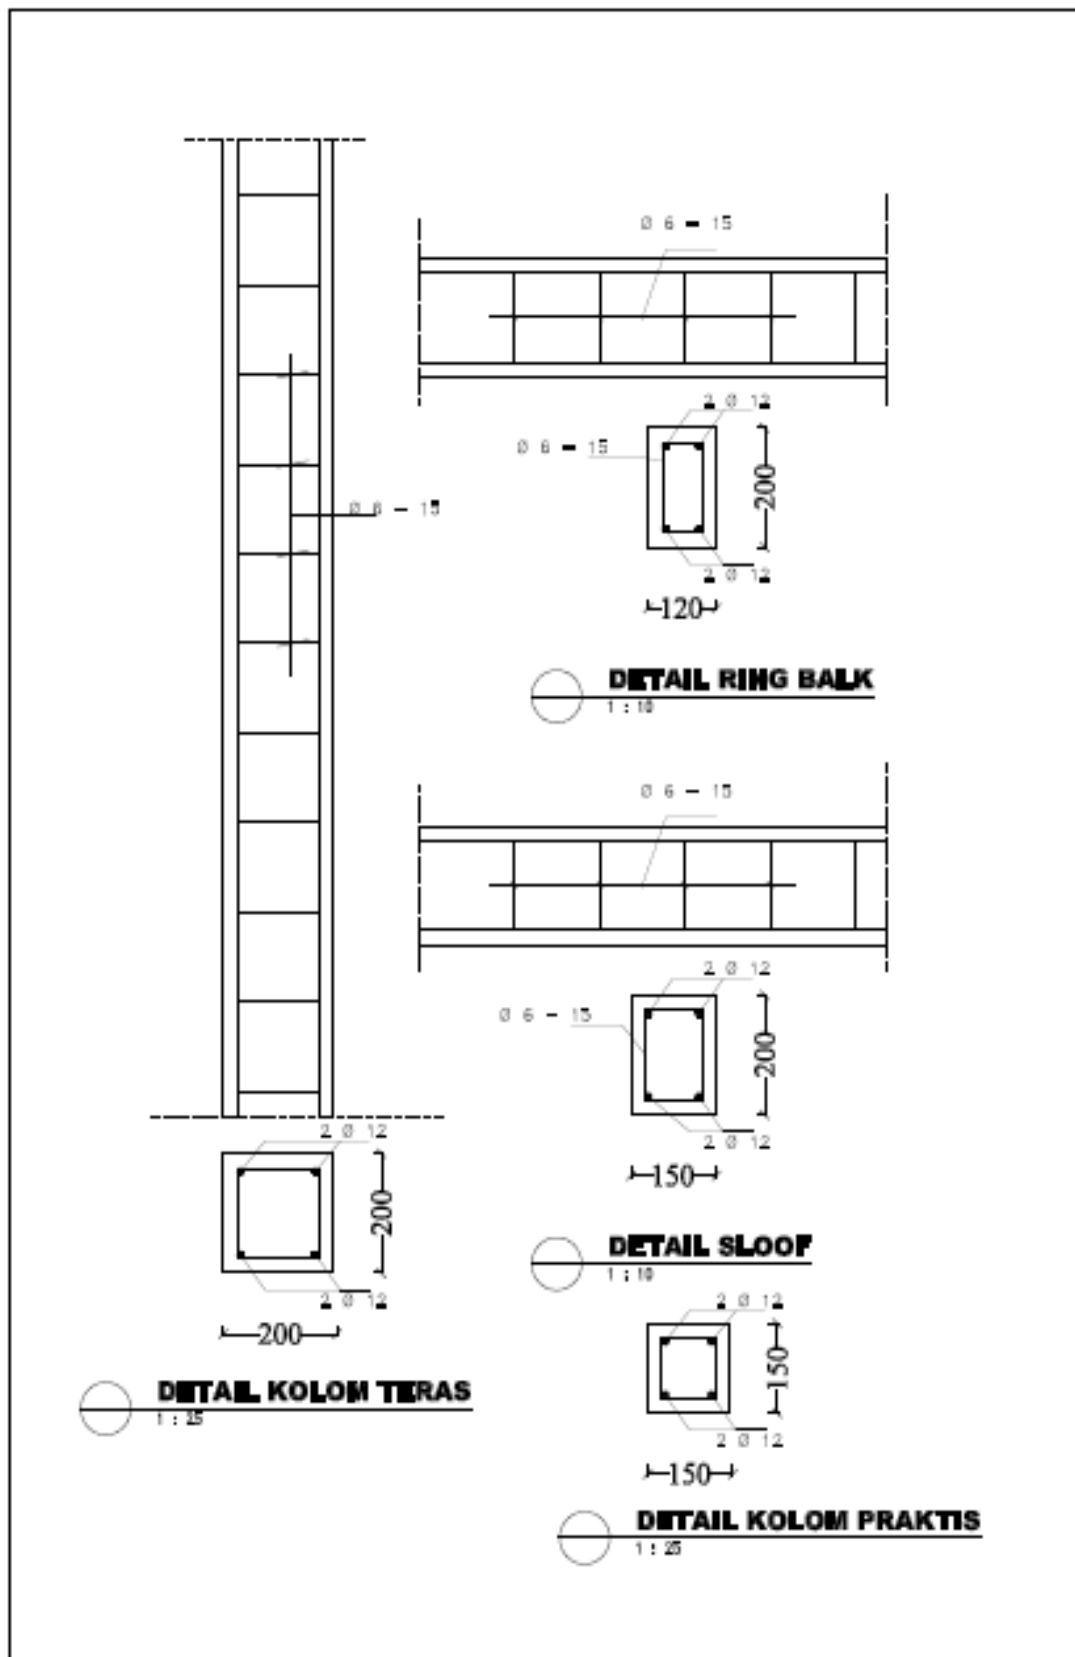 Ø 6 - 15
2 Ø 12
200
2 Ø 12
200
DETAIL KOLOM TERAS
1 : 25
Ø 6 - 15
2 Ø 12
Ø 6 - 15
200
2 Ø 12
120
DETAIL RING BALK
1 : 10
Ø 6 - 15
2 Ø 12
Ø 6 - 15
200
2 Ø 12
150
DETAIL SLOOF
1 : 10
2 Ø 12
150
2 Ø 12
150
DETAIL KOLOM PRAKTIS
1 : 25